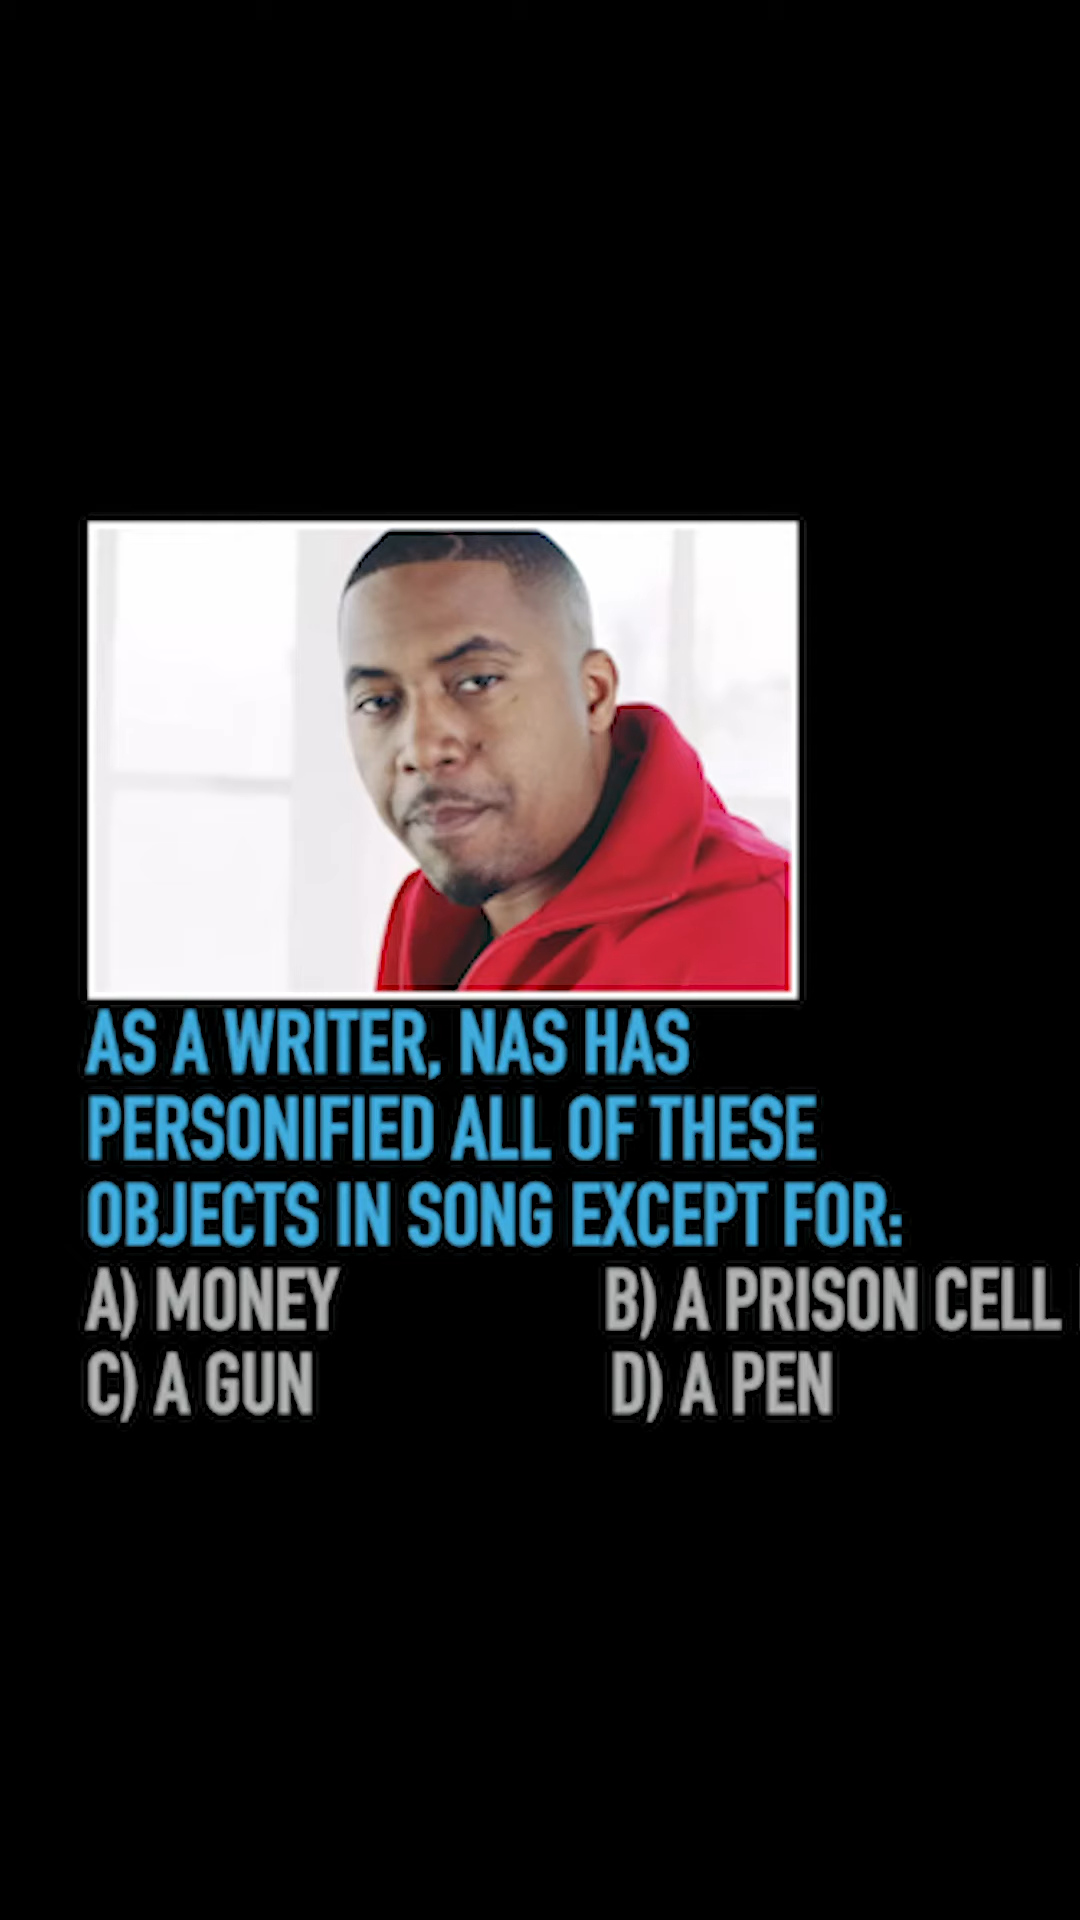 AS A WRITER, NAS HAS
PERSONIFIED ALL OF THESE
OBJECTS IN SONG EXCEPT FOR:
A) MONEY B) A PRISON CELL
C) A GUN D) A PEN